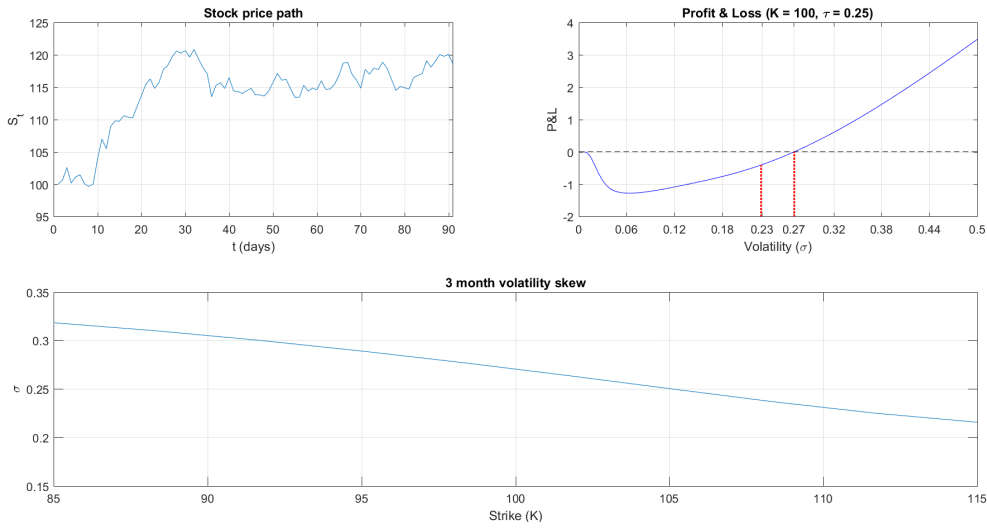 Stock price path
125
120
115
110
105
100
95
S_t
0 10 20 30 40 50 60 70 80 90
t (days)
Profit & Loss (K = 100, τ = 0.25)
4
3
2
1
0
-1
-2
P&L
0 0.06 0.12 0.18 0.23 0.27 0.32 0.38 0.44 0.5
Volatility (σ)
3 month volatility skew
0.35
0.3
0.25
0.2
0.15
σ
85 90 95 100 105 110 115
Strike (K)